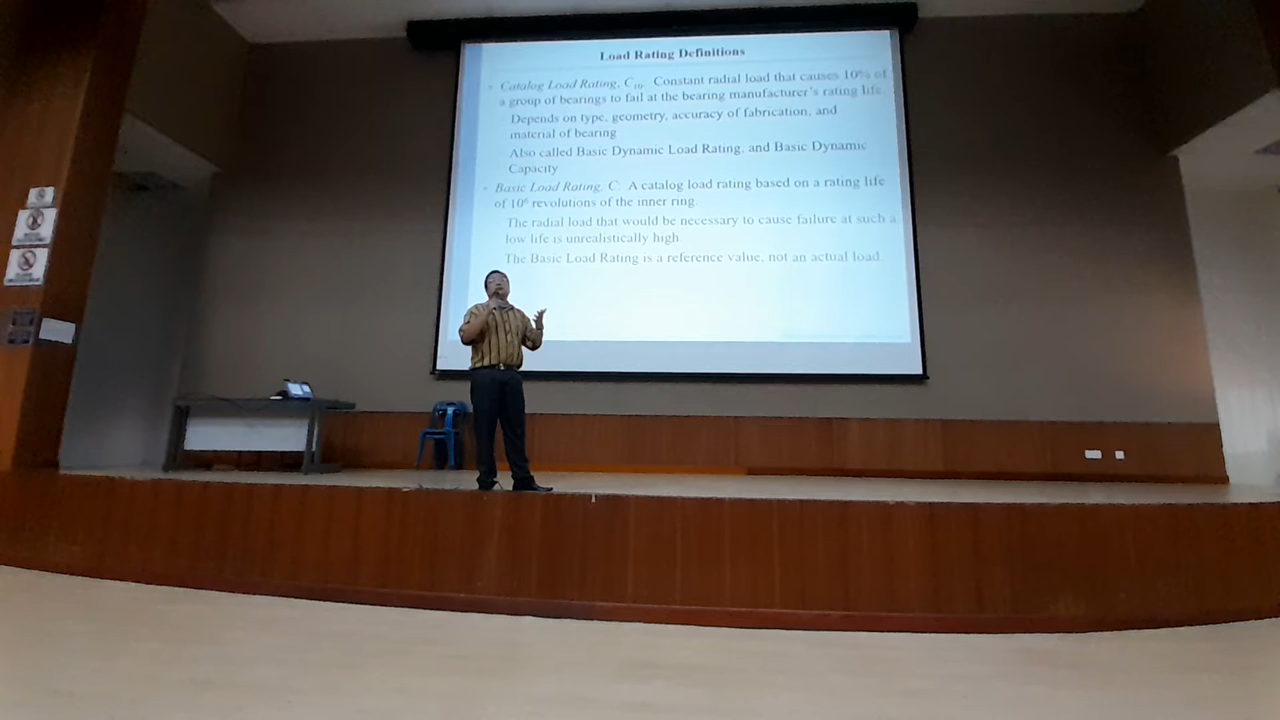 Load Rating Definitions
Catalog Load Rating, C10: Constant radial load that causes 10% of
a group of bearings to fail at the bearing manufacturer's rating life.
Depends on type, geometry, accuracy of fabrication, and
material of bearing
Also called Basic Dynamic Load Rating, and Basic Dynamic
Capacity
Basic Load Rating, C: A catalog load rating based on a rating life
of 10⁶ revolutions of the inner ring.
The radial load that would be necessary to cause failure at such a
low life is unrealistically high.
The Basic Load Rating is a reference value, not an actual load.